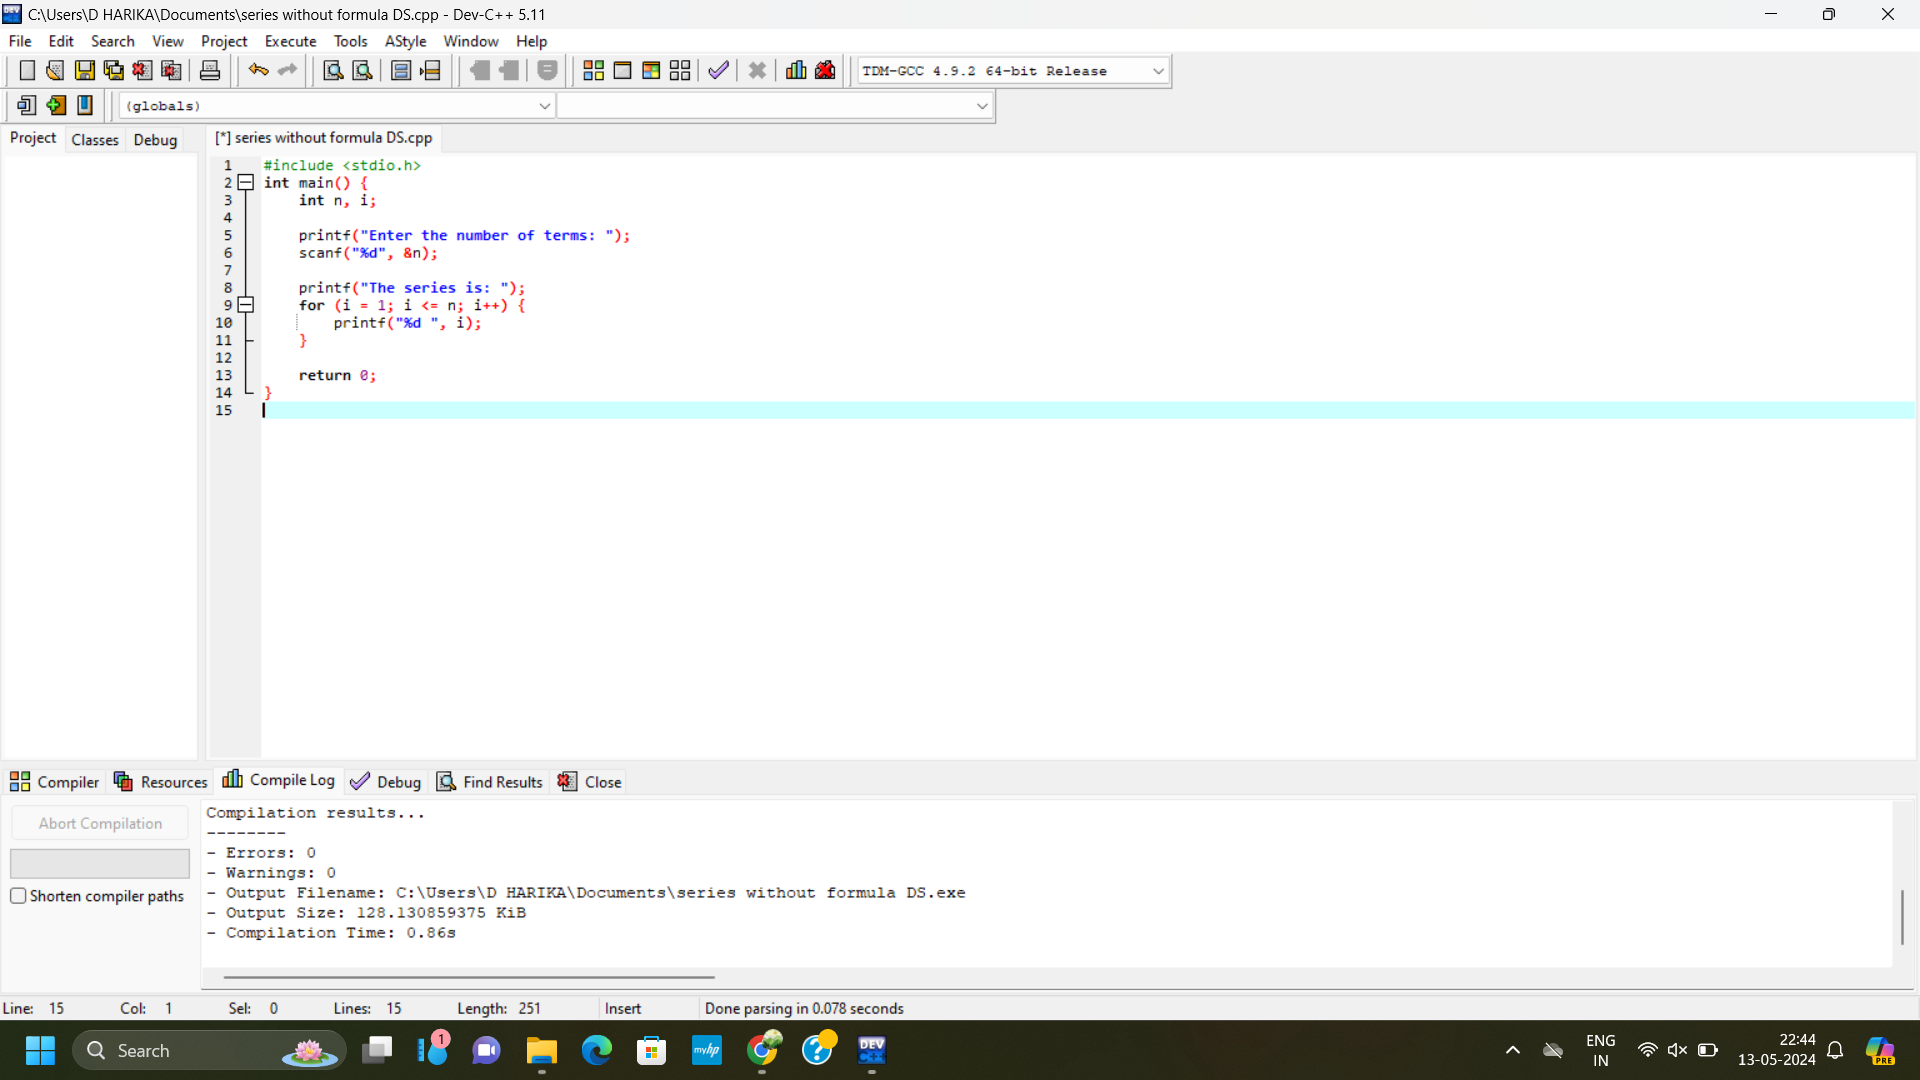 C:\Users\D HARIKA\Documents\series without formula DS.cpp - Dev-C++ 5.11
File Edit Search View Project Execute Tools AStyle Window Help
TDM-GCC 4.9.2 64-bit Release
(globals)
Project Classes Debug [*] series without formula DS.cpp
1 #include <stdio.h>
2 int main() {
3 int n, i;
4
5 printf("Enter the number of terms: ");
6 scanf("%d", &n);
7
8 printf("The series is: ");
9 for (i = 1; i <= n; i++) {
10 printf("%d ", i);
11 }
12
13 return 0;
14 }
15
Compiler Resources Compile Log Debug Find Results Close
Abort Compilation
Shorten compiler paths
Compilation results...
--------
- Errors: 0
- Warnings: 0
- Output Filename: C:\Users\D HARIKA\Documents\series without formula DS.exe
- Output Size: 128.130859375 KiB
- Compilation Time: 0.86s
Line: 15 Col: 1 Sel: 0 Lines: 15 Length: 251 Insert Done parsing in 0.078 seconds
Search 1 myhp DEV C++ ENG IN 22:44 13-05-2024 PRE